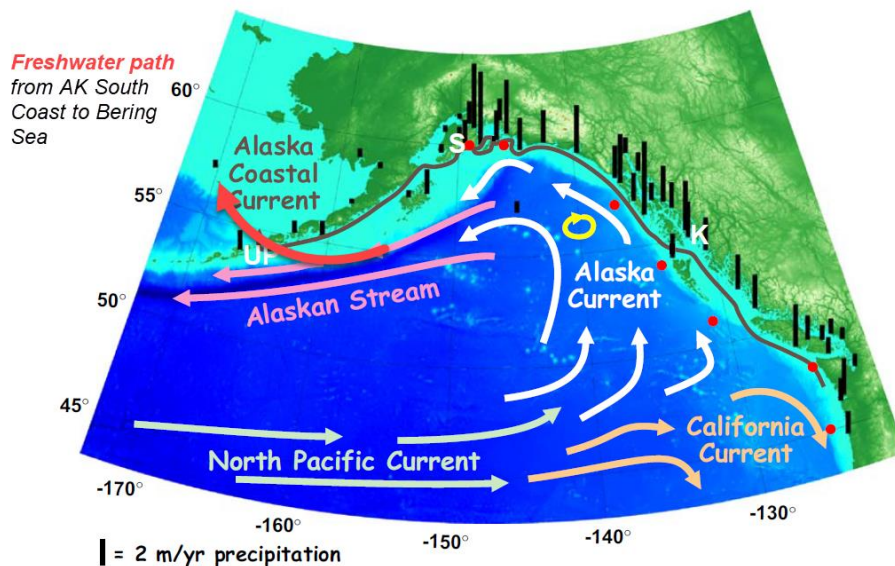 Freshwater path
from AK South
Coast to Bering
Sea
60°
55°
50°
45°
Alaska
Coastal
Current
S
K
UP
Alaska
Current
Alaskan Stream
North Pacific Current
California
Current
-170°
-160°
-150°
-140°
-130°
= 2 m/yr precipitation